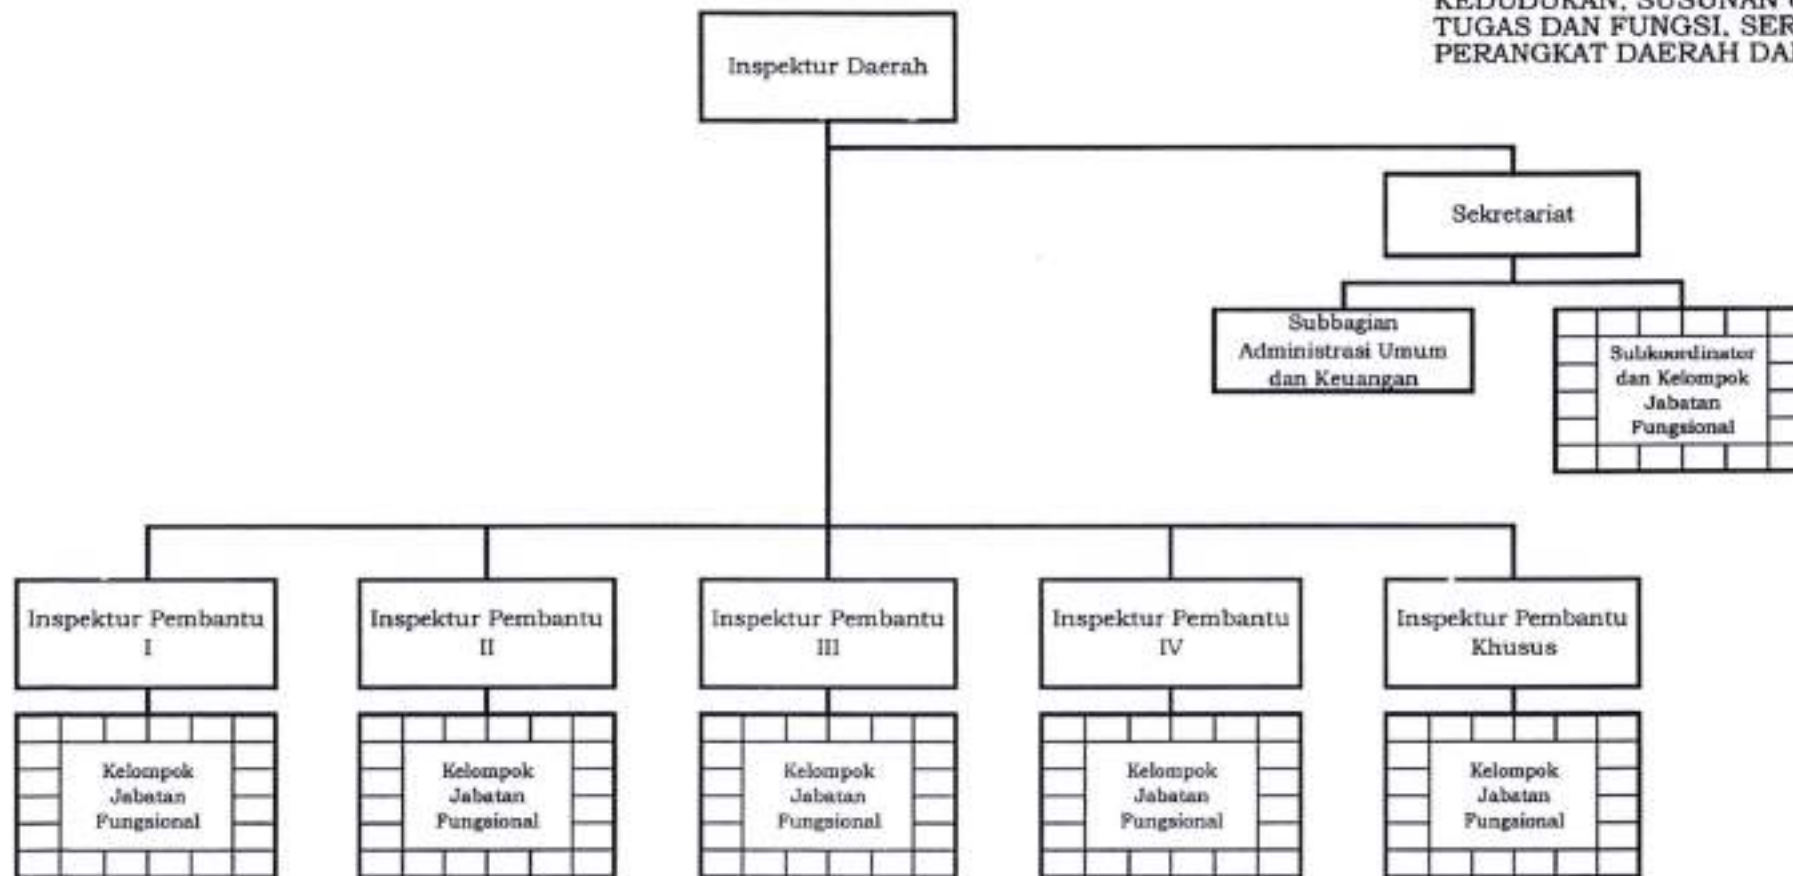 KEDUDUKAN, SUSUNAN
TUGAS DAN FUNGSI, SER
PERANGKAT DAERAH DA
Inspektur Daerah
Sekretariat
Subbagian
Administrasi Umum
dan Keuangan
Subkoordinator
dan Kelompok
Jabatan
Fungsional
Inspektur Pembantu
I
Inspektur Pembantu
II
Inspektur Pembantu
III
Inspektur Pembantu
IV
Inspektur Pembantu
Khusus
Kelompok
Jabatan
Fungsional
Kelompok
Jabatan
Fungsional
Kelompok
Jabatan
Fungsional
Kelompok
Jabatan
Fungsional
Kelompok
Jabatan
Fungsional